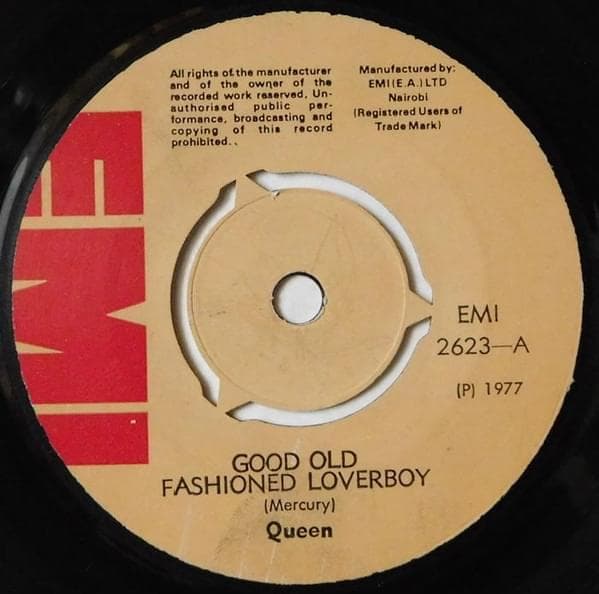 All rights of the manufacturer
and of the owner of the
recorded work reserved. Un-
authorised public per-
formance, broadcasting and
copying of this record
prohibited..
Manufactured by:
EMI (E.A.) LTD
Nairobi
(Registered Users of
Trade Mark)
EMI
EMI
2623—A
(P) 1977
GOOD OLD
FASHIONED LOVERBOY
(Mercury)
Queen